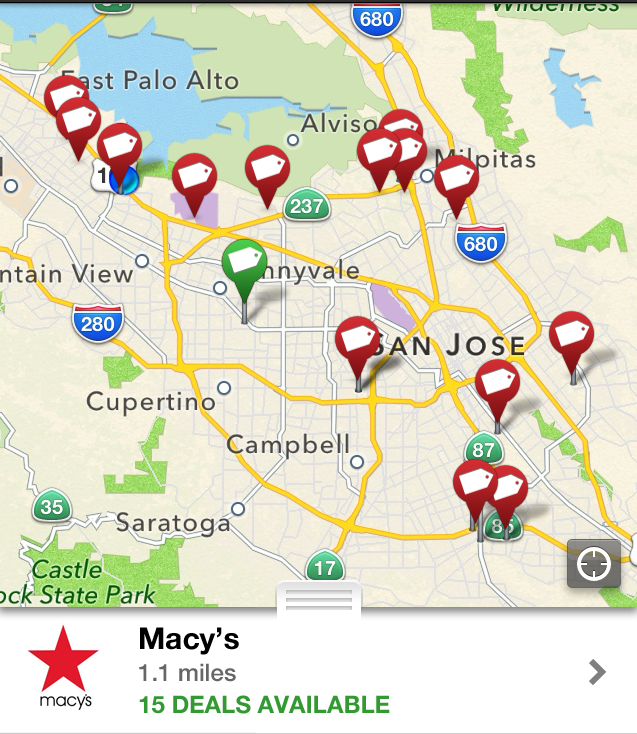 Wilderness
680
East Palo Alto
Alviso
Milpitas
1
237
680
ntain View
nnyvale
280
SAN JOSE
Cupertino
Campbell
87
35
Saratoga
17
Castle
ock State Park
macy's
Macy's
1.1 miles
15 DEALS AVAILABLE